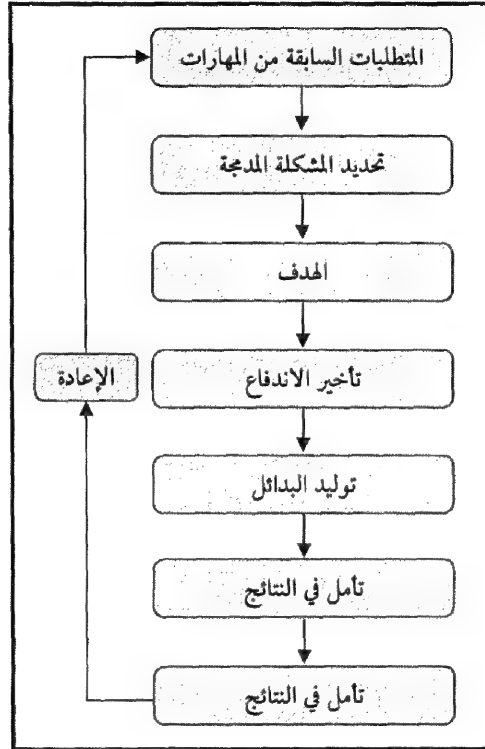 المتطلبات السابقة من المهارات
تحديد المشكلة المدمجة
الهدف
تأخير الاندفاع
الإعادة
توليد البدائل
تأمل في النتائج
تأمل في النتائج